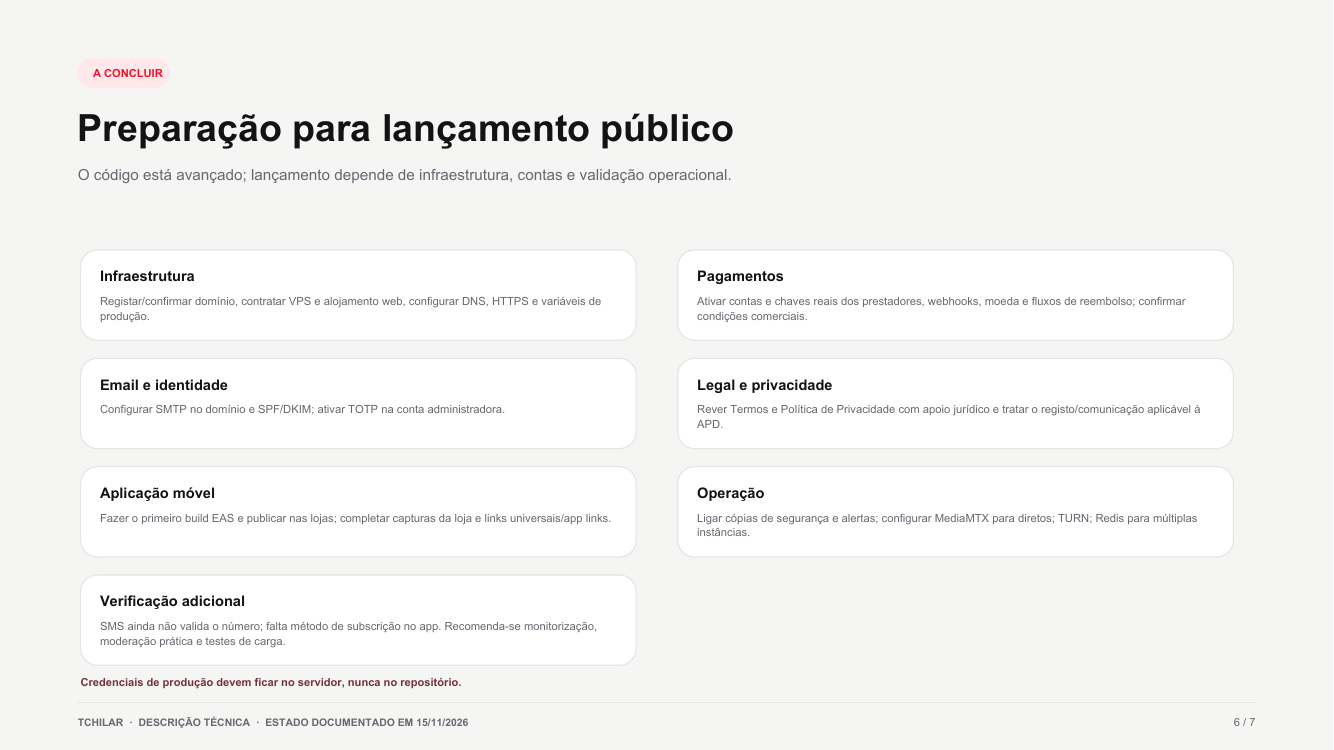 A CONCLUIR
Preparação para lançamento público
O código está avançado; lançamento depende de infraestrutura, contas e validação operacional.
Infraestrutura
Registar/confirmar domínio, contratar VPS e alojamento web, configurar DNS, HTTPS e variáveis de
produção.
Pagamentos
Ativar contas e chaves reais dos prestadores, webhooks, moeda e fluxos de reembolso; confirmar
condições comerciais.
Email e identidade
Configurar SMTP no domínio e SPF/DKIM; ativar TOTP na conta administradora.
Legal e privacidade
Rever Termos e Política de Privacidade com apoio jurídico e tratar o registo/comunicação aplicável à
APD.
Aplicação móvel
Fazer o primeiro build EAS e publicar nas lojas; completar capturas da loja e links universais/app links.
Operação
Ligar cópias de segurança e alertas; configurar MediaMTX para diretos; TURN; Redis para múltiplas
instâncias.
Verificação adicional
SMS ainda não valida o número; falta método de subscrição no app. Recomenda-se monitorização,
moderação prática e testes de carga.
Credenciais de produção devem ficar no servidor, nunca no repositório.
TCHILAR · DESCRIÇÃO TÉCNICA · ESTADO DOCUMENTADO EM 15/11/2026
6 / 7